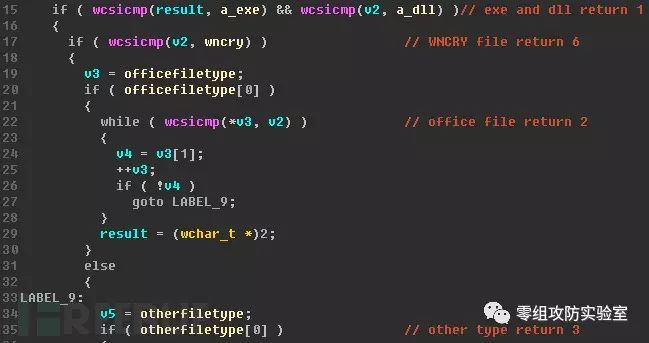 15 if ( wcsicmp(result, a_exe) && wcsicmp(v2, a_dll) )// exe and dll return 1
16 {
17 if ( wcsicmp(v2, wncry) ) // WNCRY file return 6
18 {
19 v3 = officefiletype;
20 if ( officefiletype[0] )
21 {
22 while ( wcsicmp(*v3, v2) ) // office file return 2
23 {
24 v4 = v3[1];
25 ++v3;
26 if ( !v4 )
27 goto LABEL_9;
28 }
29 result = (wchar_t *)2;
30 }
31 else
32 {
33 LABEL_9:
34 v5 = otherfiletype;
35 if ( otherfiletype[0] ) // other type return 3
零组攻防实验室